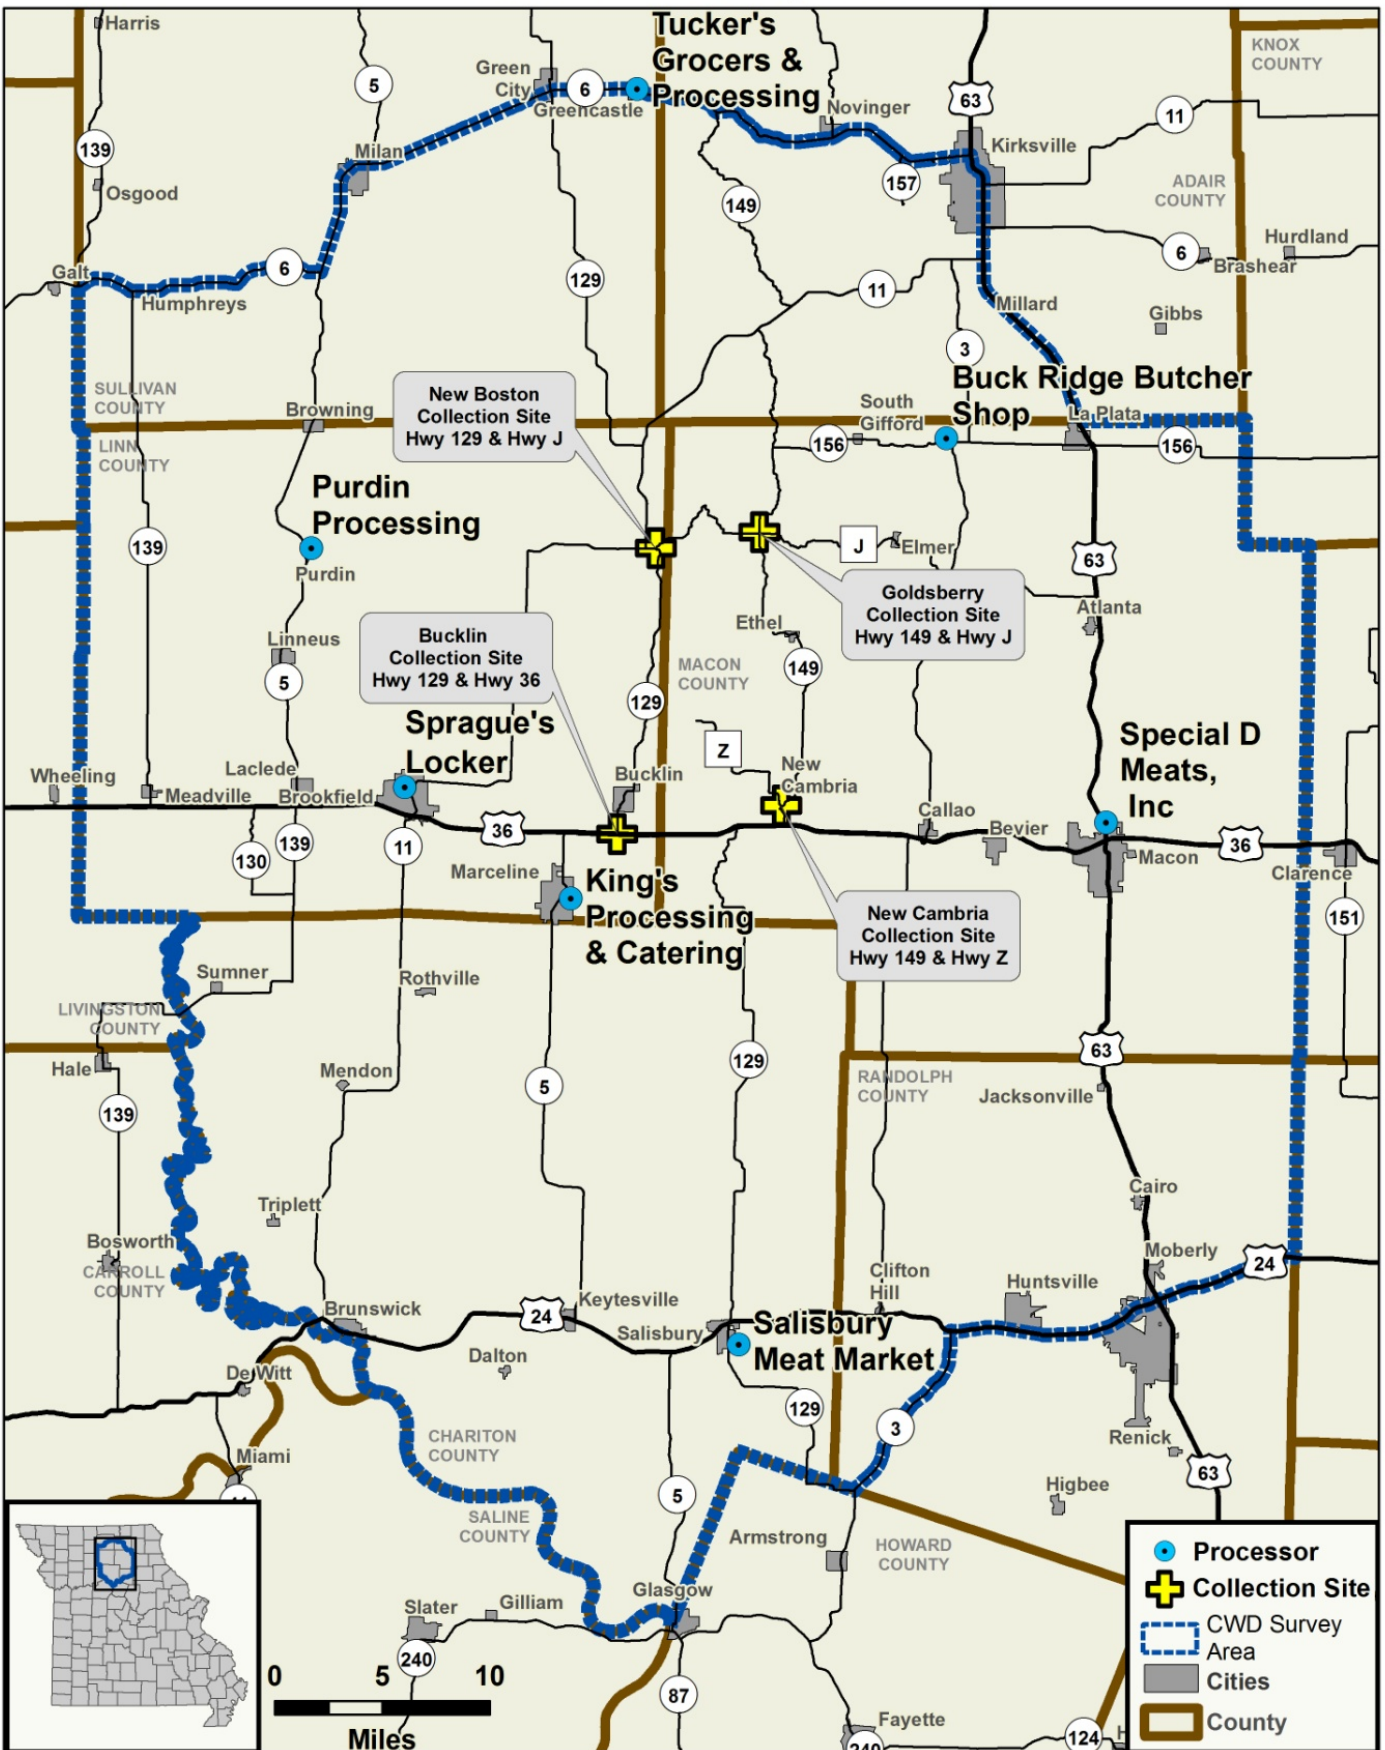 Harris
Tucker's
Grocers &
Processing
KNOX
COUNTY
5
Green
City
6
Greencastle
63
11
Novinger
139
Milan
Kirksville
Osgood
157
ADAIR
COUNTY
149
6
Hurdland
Brashear
Galt
6
Humphreys
129
11
Millard
Gibbs
3
SULLIVAN
COUNTY
Browning
New Boston
Collection Site
Hwy 129 & Hwy J
Buck Ridge Butcher
Shop
South
Gifford
La Plata
LINN
COUNTY
156
156
Purdin
Processing
139
J
Elmer
63
Purdin
Goldsberry
Collection Site
Hwy 149 & Hwy J
Atlanta
Bucklin
Collection Site
Hwy 129 & Hwy 36
Ethel
Linneus
5
MACON
COUNTY
149
129
Sprague's
Locker
Z
Special D
Meats,
Inc
Wheeling
Meadville
Laclede
Brookfield
Bucklin
New
Cambria
Callao
Bevier
36
36
130
139
11
Macon
Clarence
Marceline
King's
Processing
& Catering
New Cambria
Collection Site
Hwy 149 & Hwy Z
151
Sumner
Rothville
LIVINGSTON
COUNTY
63
Hale
Mendon
129
RANDOLPH
COUNTY
Jacksonville
139
5
Cairo
Triplett
Bosworth
CARROLL
COUNTY
Moberly
24
Clifton
Hill
Huntsville
Brunswick
24
Keytesville
Salisbury
Salisbury
Meat Market
Dalton
De Witt
129
3
CHARITON
COUNTY
Renick
Miami
63
5
Higbee
SALINE
COUNTY
Armstrong
HOWARD
COUNTY
Processor
Collection Site
CWD Survey
Area
Cities
County
Glasgow
Slater
Gilliam
240
0 5 10
Miles
87
Fayette
240
124
H